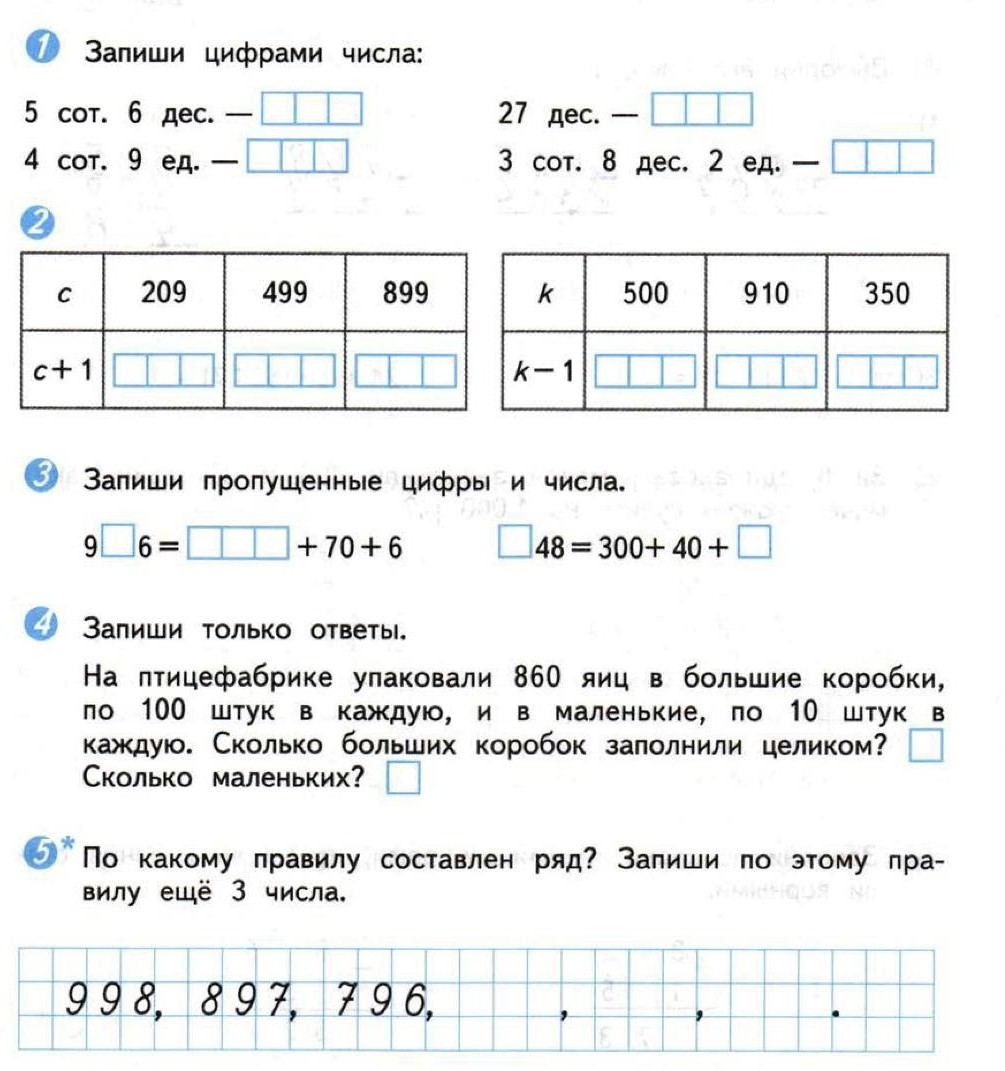 1 Запиши цифрами числа:
5 сот. 6 дес. — 27 дес. —
4 сот. 9 ед. — 3 сот. 8 дес. 2 ед. —
2
c 209 499 899 k 500 910 350
c + 1 k − 1
3 Запиши пропущенные цифры и числа.
9 6 = + 70 + 6 48 = 300 + 40 +
4 Запиши только ответы.
На птицефабрике упаковали 860 яиц в большие коробки,
по 100 штук в каждую, и в маленькие, по 10 штук в
каждую. Сколько больших коробок заполнили целиком?
Сколько маленьких?
5* По какому правилу составлен ряд? Запиши по этому пра-
вилу ещё 3 числа.
998, 897, 796, , , .